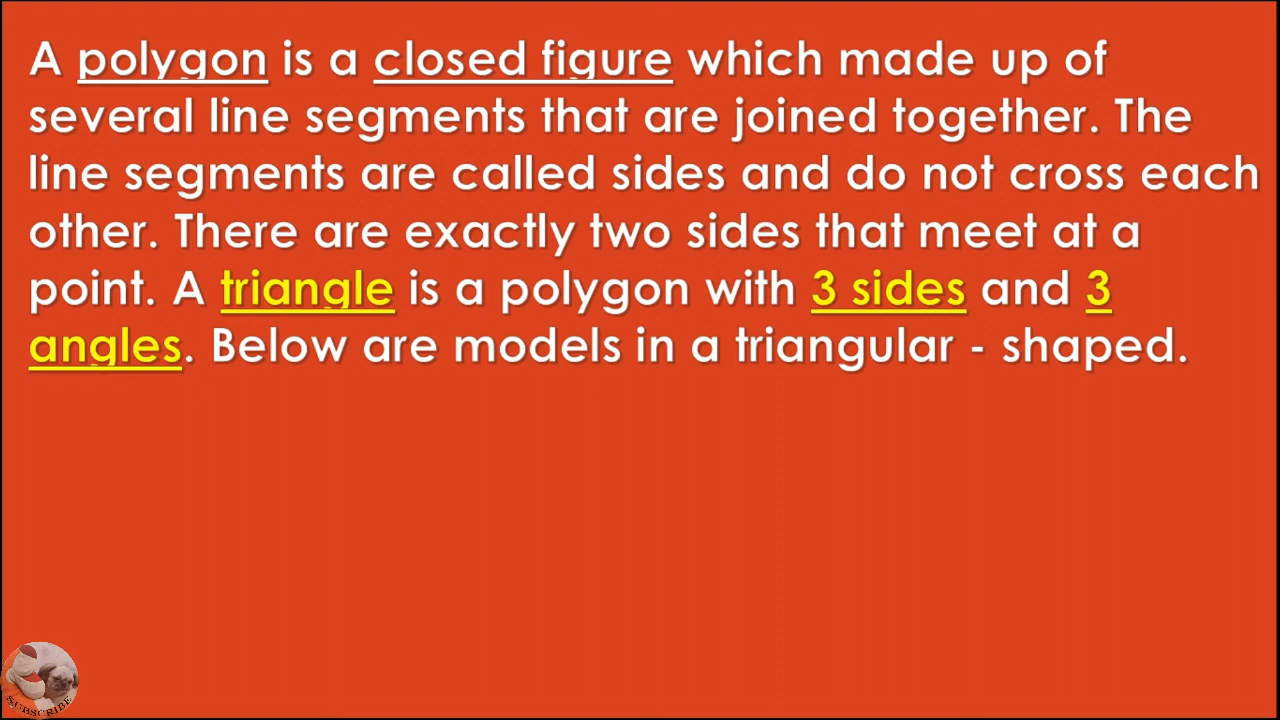 A polygon is a closed figure which made up of
several line segments that are joined together. The
line segments are called sides and do not cross each
other. There are exactly two sides that meet at a
point. A triangle is a polygon with 3 sides and 3
angles. Below are models in a triangular - shaped.
SUBSCRIBE